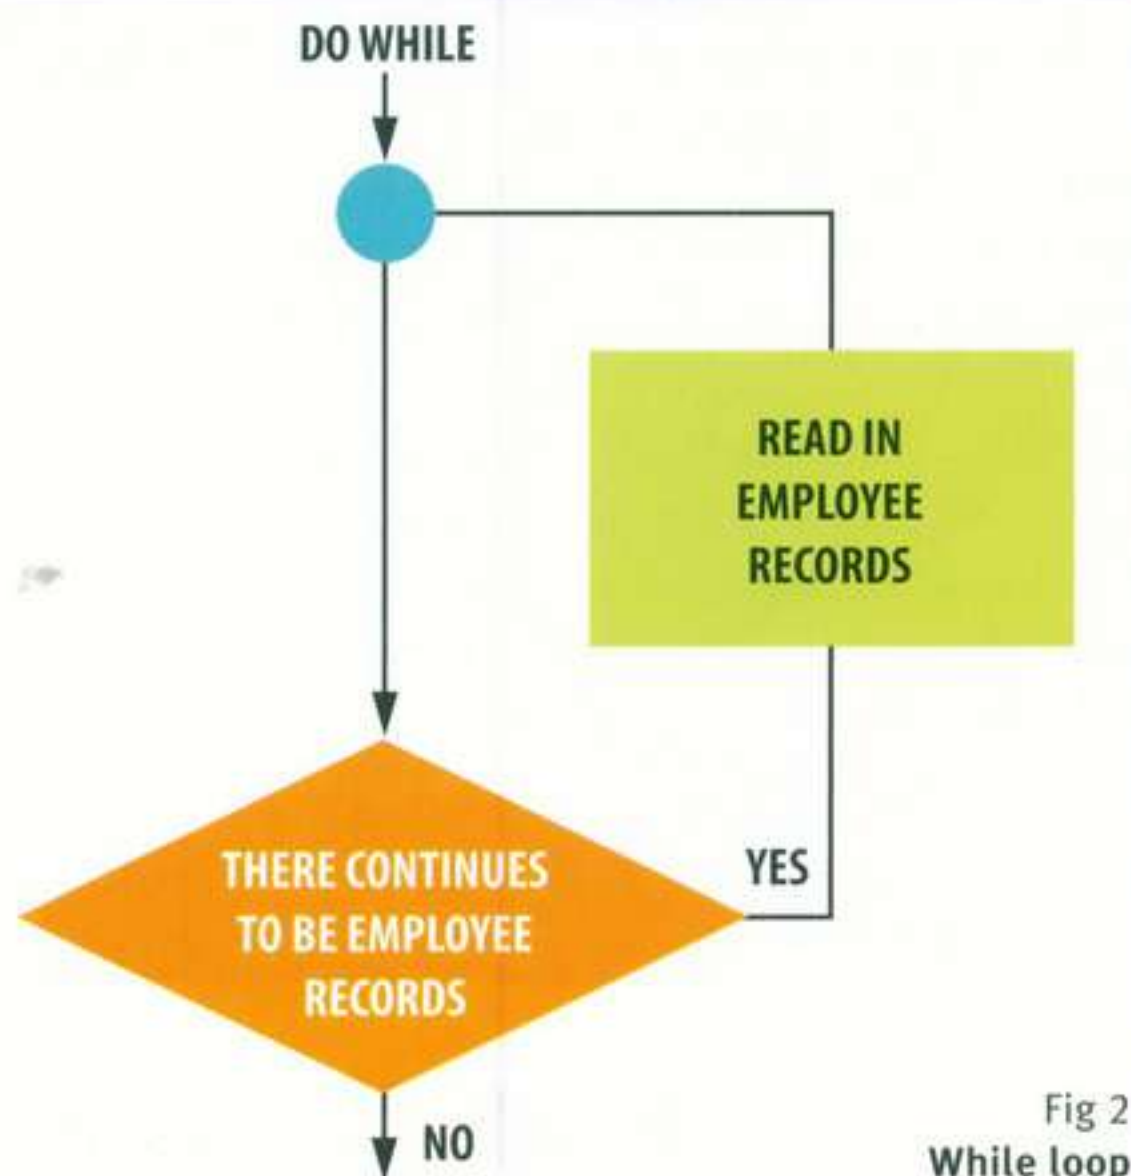 DO WHILE
READ IN
EMPLOYEE
RECORDS
THERE CONTINUES
TO BE EMPLOYEE
RECORDS
YES
NO
Fig 2
While loop